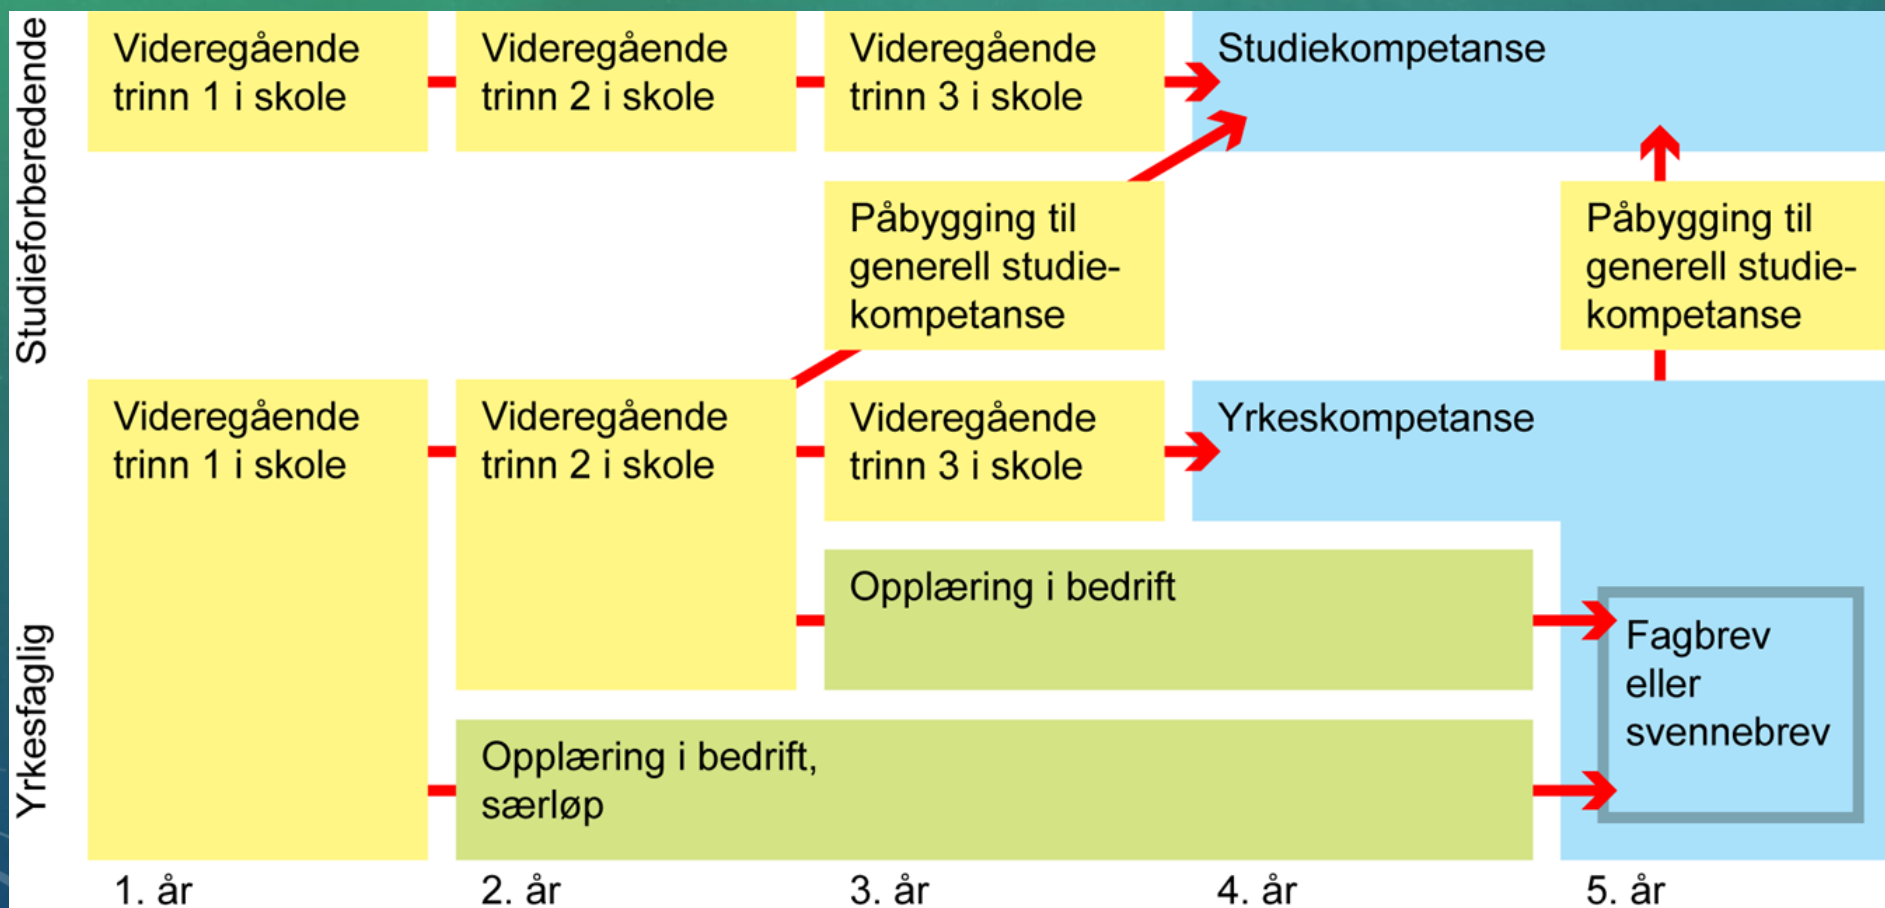 Studieforberedende
Videregående
trinn 1 i skole
Videregående
trinn 2 i skole
Videregående
trinn 3 i skole
Studiekompetanse
Påbygging til
generell studie-
kompetanse
Påbygging til
generell studie-
kompetanse
Yrkesfaglig
Videregående
trinn 1 i skole
Videregående
trinn 2 i skole
Videregående
trinn 3 i skole
Yrkeskompetanse
Opplæring i bedrift
Fagbrev
eller
svennebrev
Opplæring i bedrift,
særløp
1. år
2. år
3. år
4. år
5. år